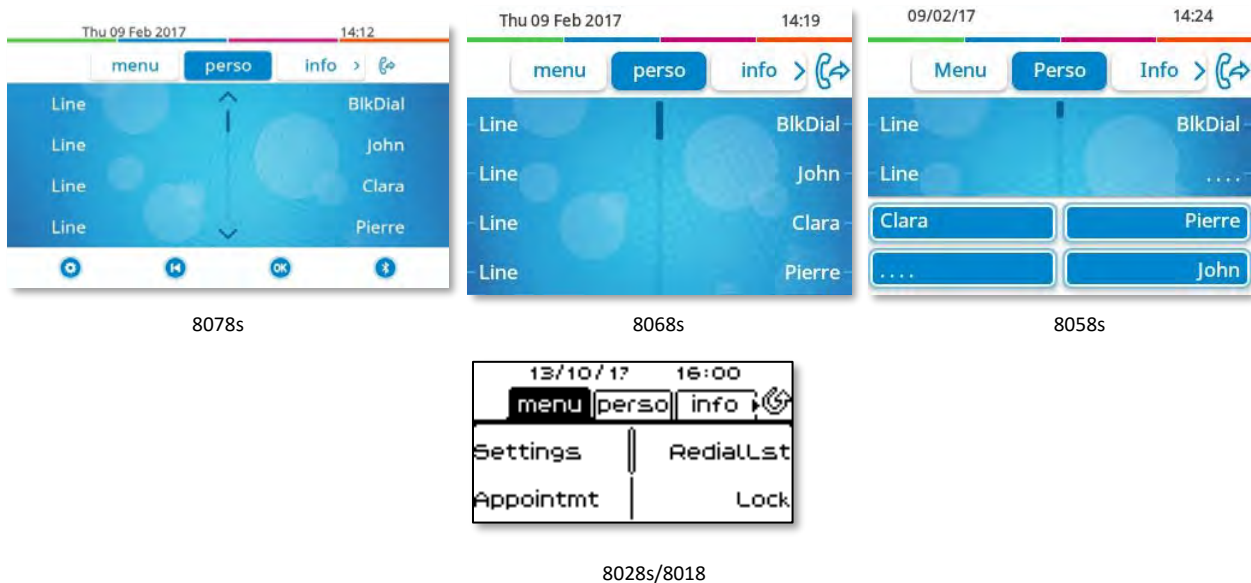 Thu 09 Feb 2017 14:12
menu perso info >
Line BlkDial
Line John
Line Clara
Line Pierre
OK
8078s
Thu 09 Feb 2017 14:19
menu perso info >
Line BlkDial
Line John
Line Clara
Line Pierre
8068s
09/02/17 14:24
Menu Perso Info >
Line BlkDial
Line ....
Clara Pierre
.... John
8058s
13/10/17 16:00
menu perso info
Settings RedialLst
Appointmt Lock
8028s/8018